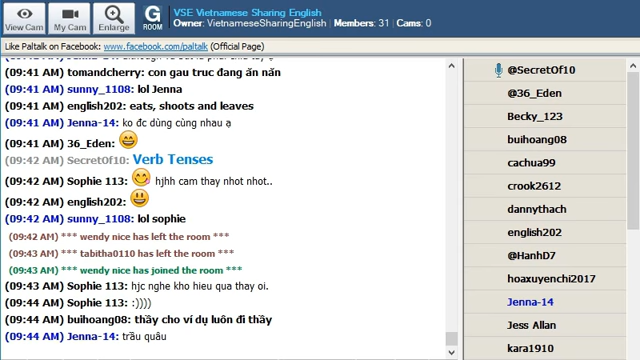 View Cam
My Cam
Enlarge
G
ROOM
VSE Vietnamese Sharing English
Owner: VietnameseSharingEnglish Members: 31 Cams: 0
Like Paltalk on Facebook: www.facebook.com/paltalk (Official Page)
(09:41 AM) tomandcherry: con gau truc đang ăn năn
(09:41 AM) sunny_1108: lol Jenna
(09:41 AM) english202: eats, shoots and leaves
(09:41 AM) Jenna-14: ko đc dùng cùng nhau ạ
(09:41 AM) 36_Eden:
(09:42 AM) SecretOf10: Verb Tenses
(09:42 AM) Sophie 113: hjhh cam thay nhot nhot..
(09:42 AM) english202:
(09:42 AM) sunny_1108: lol sophie
(09:42 AM) *** wendy nice has left the room ***
(09:43 AM) *** tabitha0110 has left the room ***
(09:43 AM) *** wendy nice has joined the room ***
(09:43 AM) Sophie 113: hjc nghe kho hieu qua thay oi.
(09:44 AM) Sophie 113: :))))
(09:44 AM) buihoang08: thầy cho ví dụ luôn đi thầy
(09:44 AM) Jenna-14: trầu quâu
@SecretOf10
@36_Eden
Becky_123
buihoang08
cachua99
crook2612
dannythach
english202
@HanhD7
hoaxuyenchi2017
Jenna-14
Jess Allan
kara1910